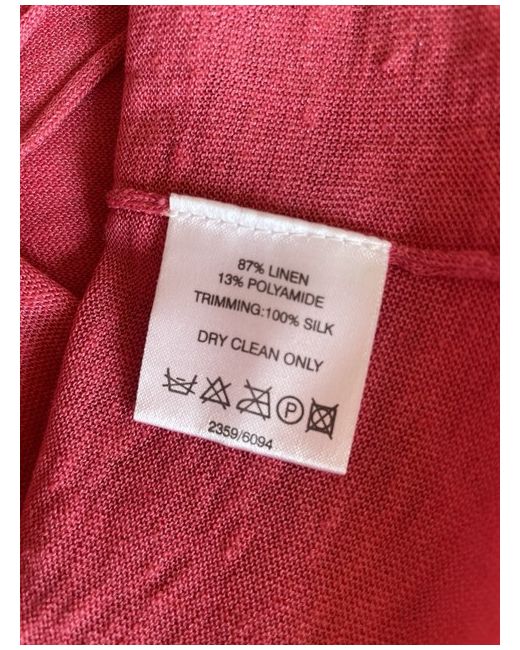 87% LINEN
13% POLYAMIDE
TRIMMING:100% SILK
DRY CLEAN ONLY
P
2359/6094